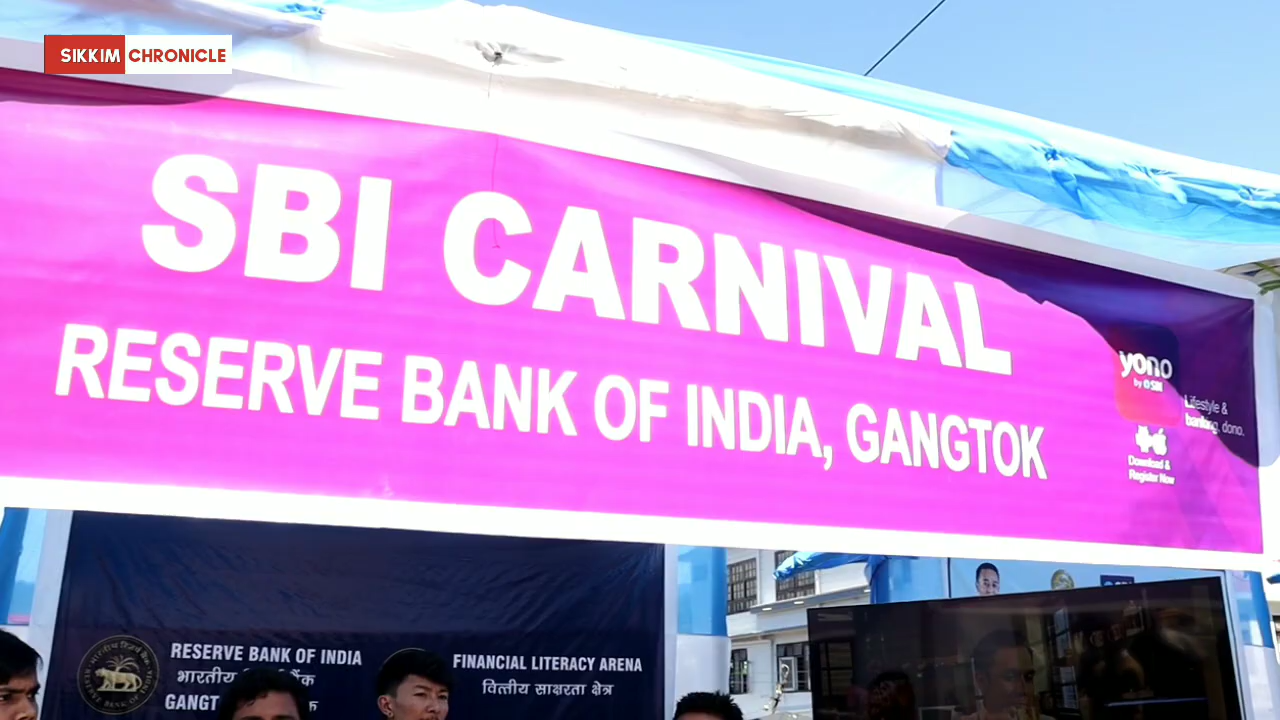 SIKKIM CHRONICLE
SBI CARNIVAL
RESERVE BANK OF INDIA, GANGTOK
yono
by SBI
Lifestyle &
banking, dono.
Download &
Register Now
RESERVE BANK OF INDIA
भारतीय बैंक
FINANCIAL LITERACY ARENA
वित्तीय साक्षरता क्षेत्र